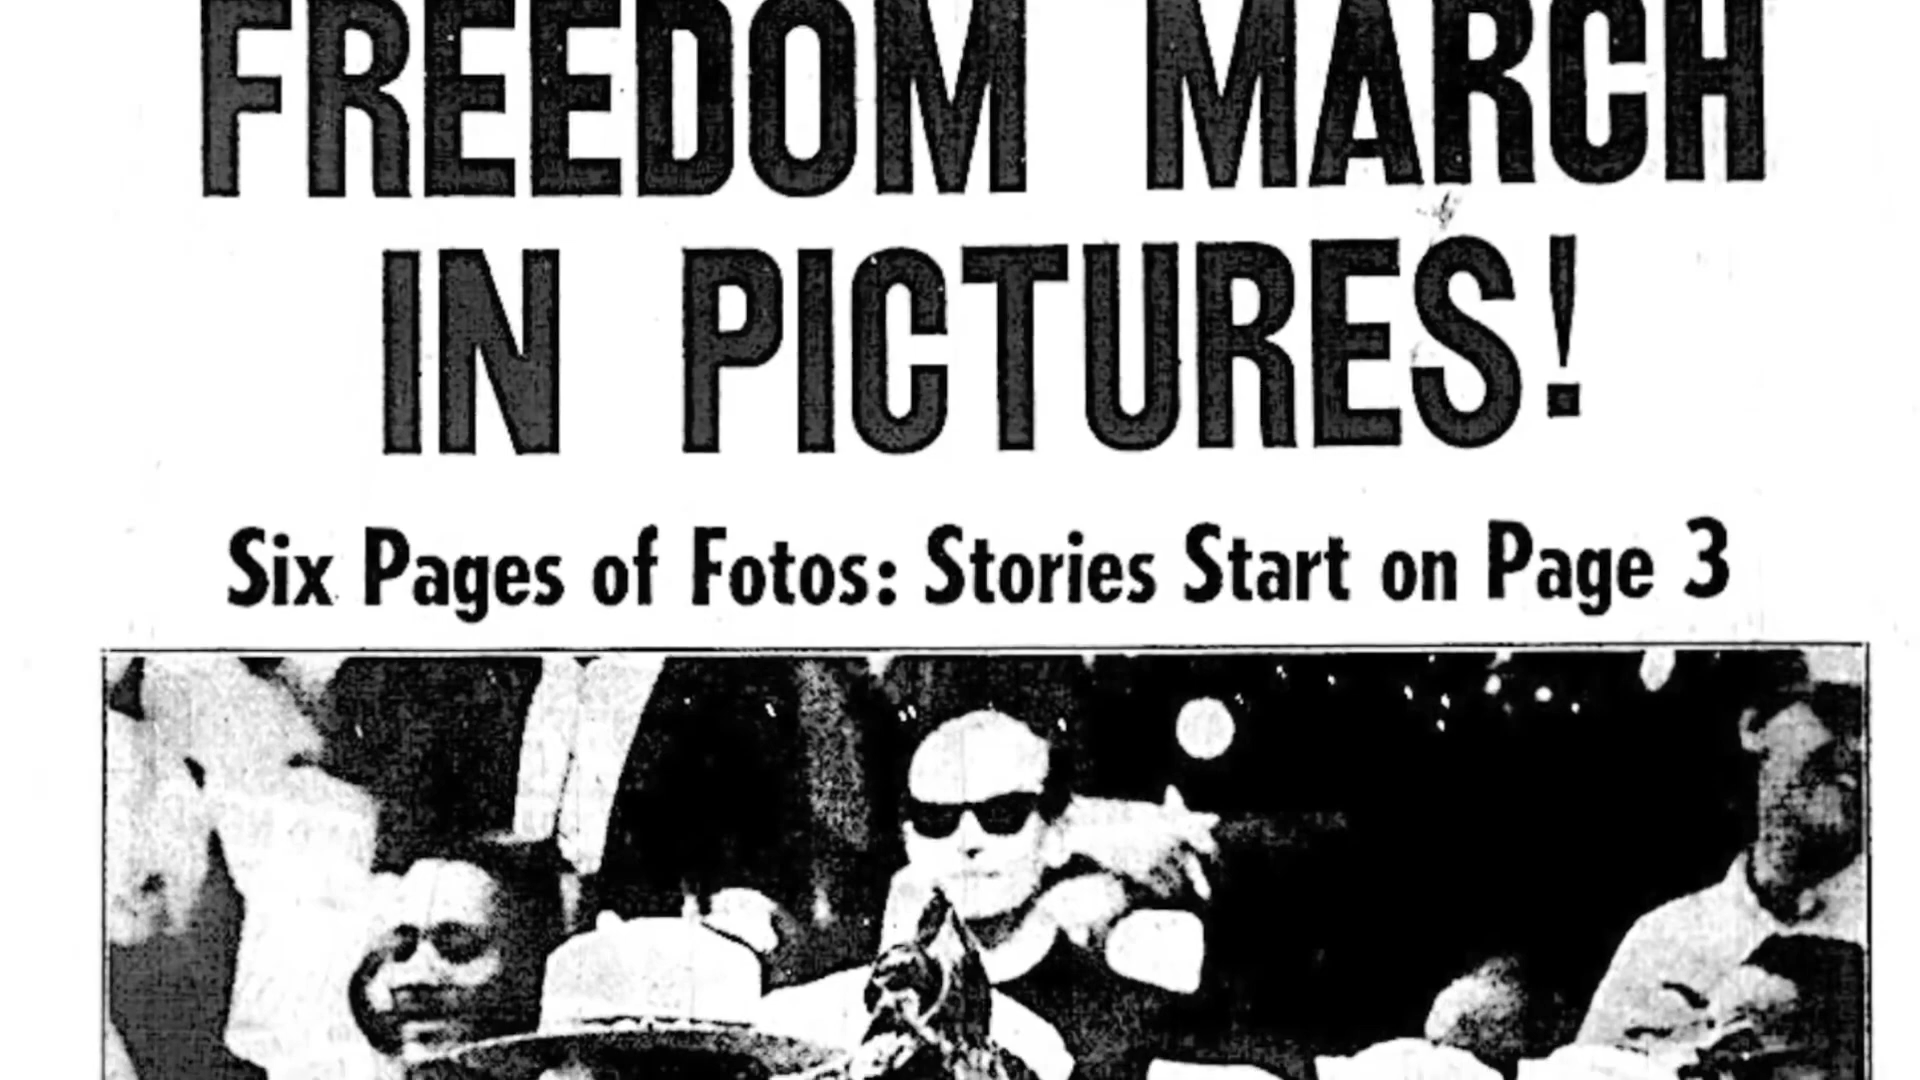 FREEDOM MARCH
IN PICTURES!
Six Pages of Fotos: Stories Start on Page 3